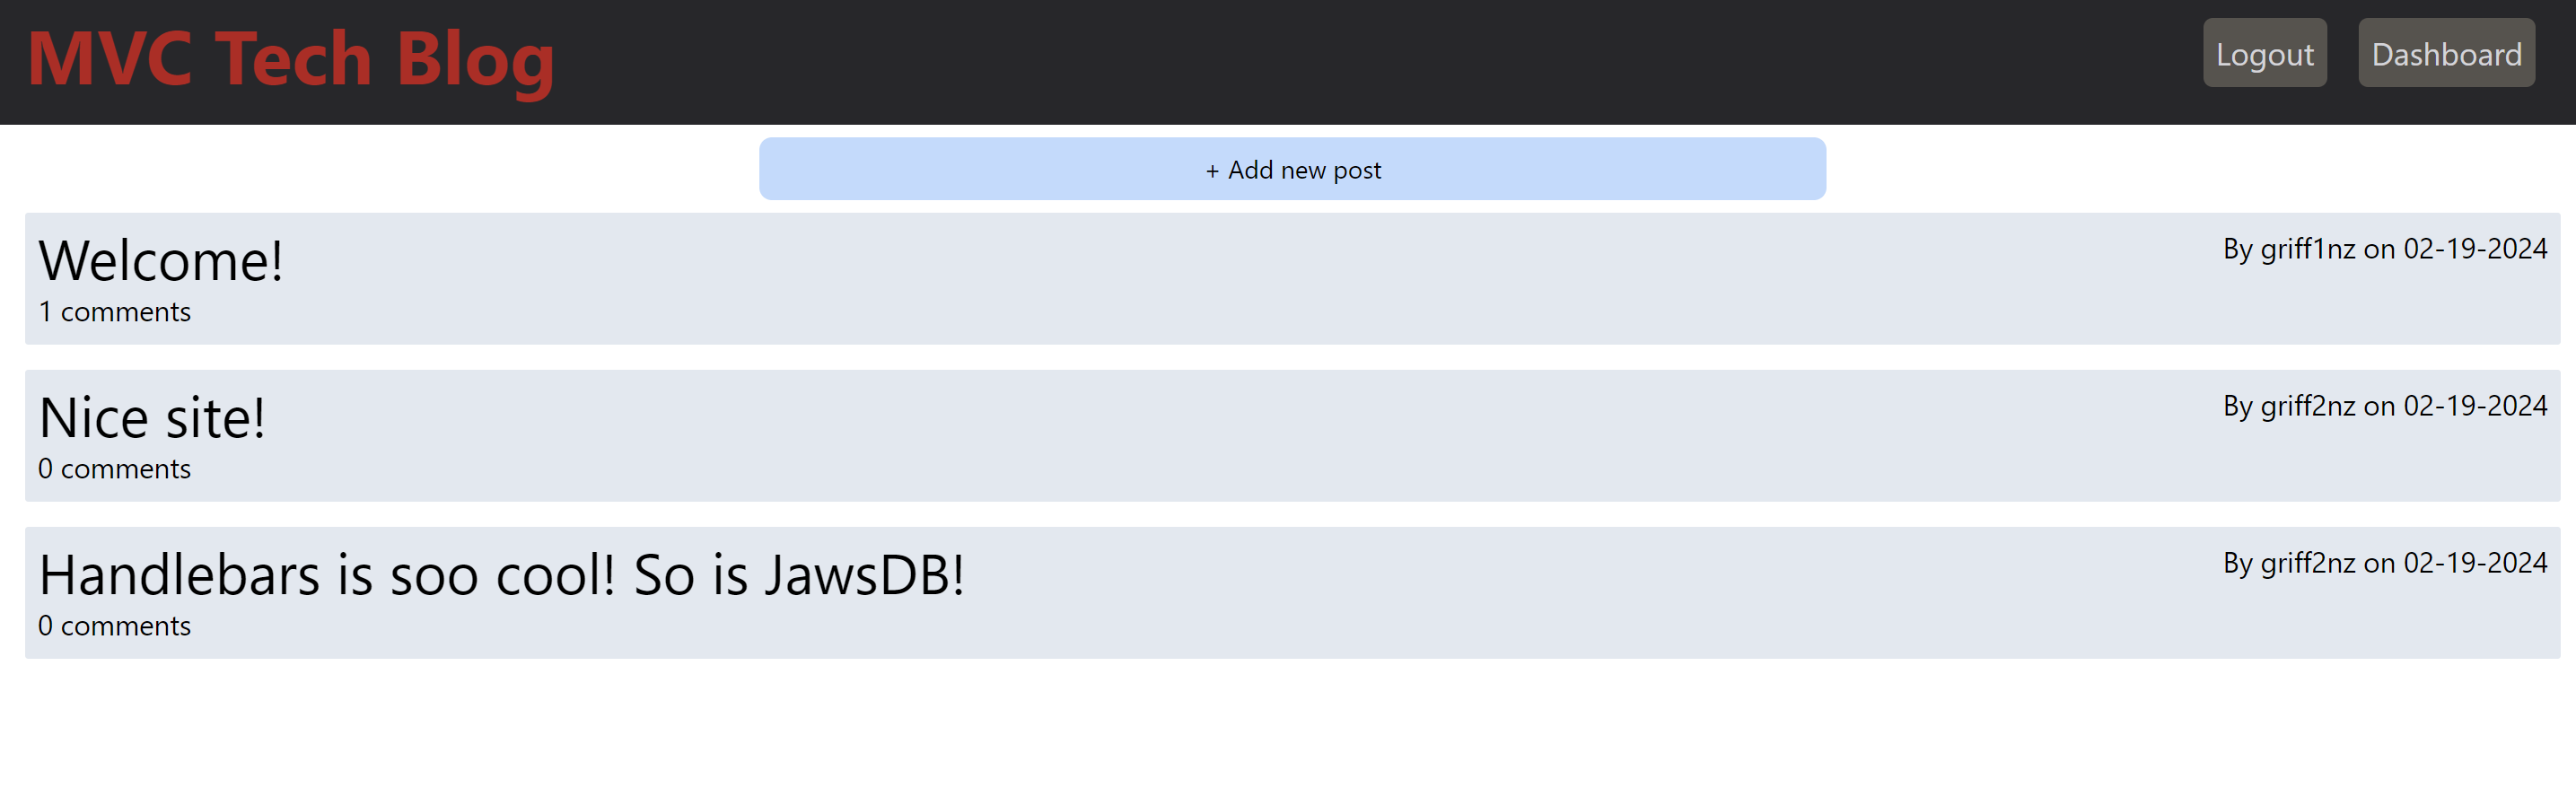 MVC Tech Blog
Logout
Dashboard
+ Add new post
Welcome!
By griff1nz on 02-19-2024
1 comments
Nice site!
By griff2nz on 02-19-2024
0 comments
Handlebars is soo cool! So is JawsDB!
By griff2nz on 02-19-2024
0 comments